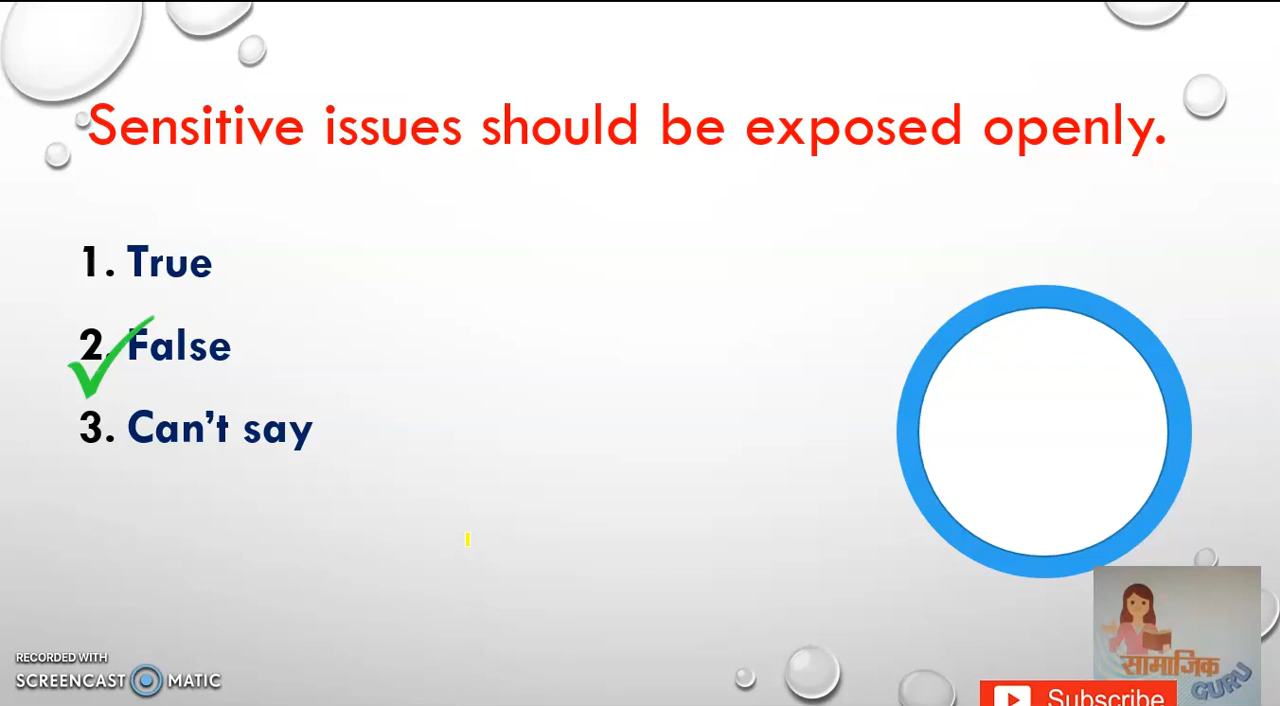 Sensitive issues should be exposed openly.
1. True
2. False
3. Can't say
RECORDED WITH
SCREENCAST MATIC
सामाजिक
GURU
Subscribe